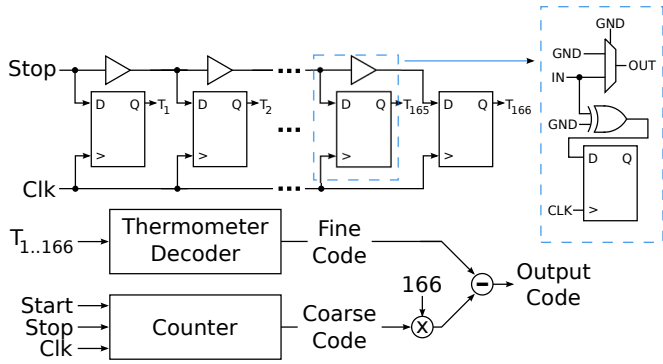 GND
Stop
GND
OUT
IN
D Q T1
D Q T2
D Q T165
D Q T166
GND
> > > >
D Q
Clk
CLK >
T1..166
Thermometer
Decoder
Fine
Code
166
Output
Code
Start
Stop
Clk
Counter
Coarse
Code
X
-